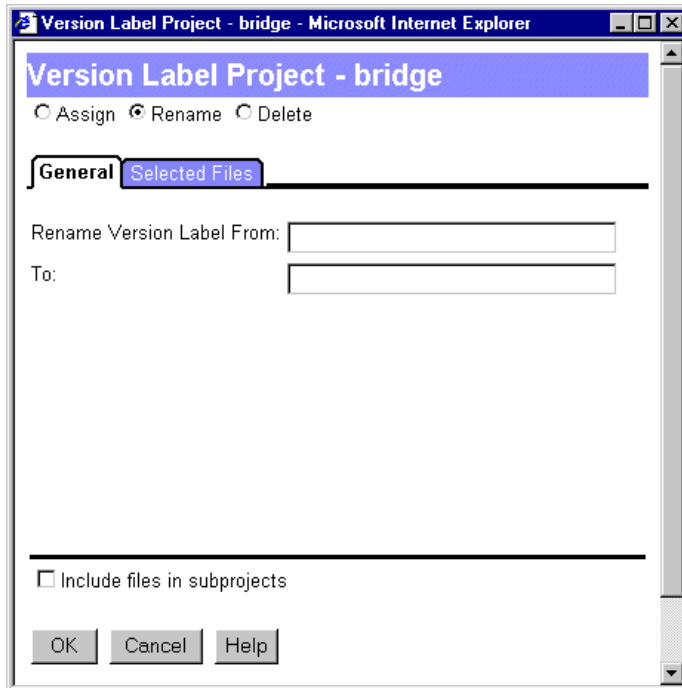 Version Label Project - bridge - Microsoft Internet Explorer
Version Label Project - bridge
Assign Rename Delete
General Selected Files
Rename Version Label From:
To:
Include files in subprojects
OK Cancel Help